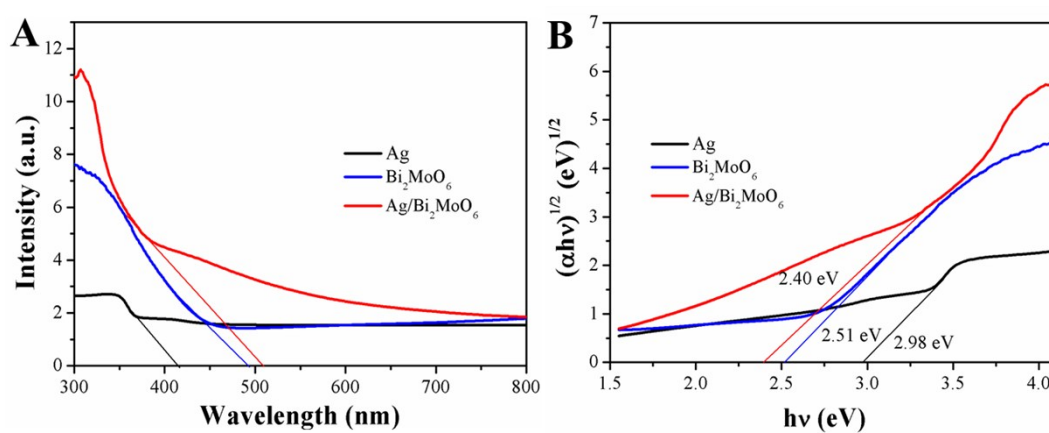 A
Intensity (a.u.)
12
10
8
6
4
2
0
Ag
Bi₂MoO₆
Ag/Bi₂MoO₆
300 400 500 600 700 800
Wavelength (nm)
B
(αhν)^1/2 (eV)^1/2
7
6
5
4
3
2
1
0
Ag
Bi₂MoO₆
Ag/Bi₂MoO₆
2.40 eV
2.51 eV
2.98 eV
1.5 2.0 2.5 3.0 3.5 4.0
hν (eV)